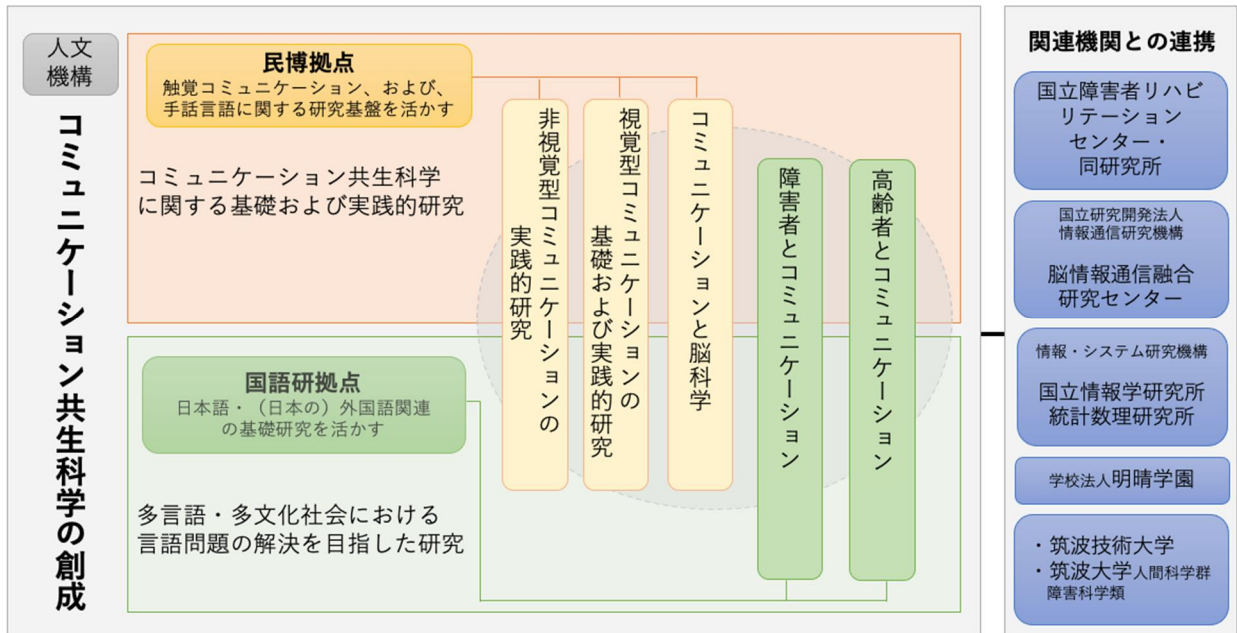 人文
機構
コミュニケーション共生科学の創成
民博拠点
触覚コミュニケーション、および、
手話言語に関する研究基盤を活かす
コミュニケーション共生科学
に関する基礎および実践的研究
国語研拠点
日本語・（日本の）外国語関連
の基礎研究を活かす
多言語・多文化社会における
言語問題の解決を目指した研究
非視覚型コミュニケーションの
実践的研究
視覚型コミュニケーションの
基礎および実践的研究
コミュニケーションと脳科学
障害者とコミュニケーション
高齢者とコミュニケーション
関連機関との連携
国立障害者リハビ
リテーション
センター・
同研究所
国立研究開発法人
情報通信研究機構
脳情報通信融合
研究センター
情報・システム研究機構
国立情報学研究所
統計数理研究所
学校法人明晴学園
・筑波技術大学
・筑波大学人間科学群
障害科学類